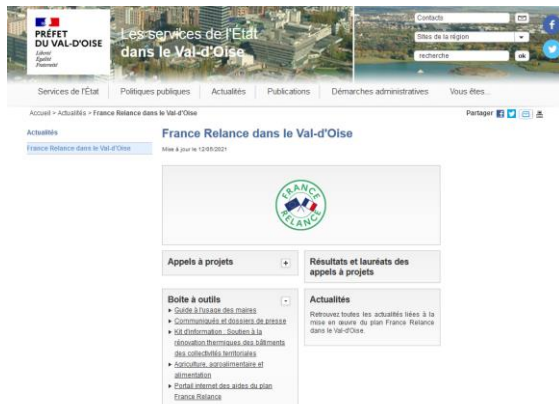 PRÉFET
DU VAL-D'OISE
Liberté
Égalité
Fraternité
Les services de l'État
dans le Val-d'Oise
Contacts
Sites de la région
recherche
ok
Services de l'État
Politiques publiques
Actualités
Publications
Démarches administratives
Vous êtes...
Accueil > Actualités > France Relance dans le Val-d'Oise
Partager
Actualités
France Relance dans le Val-d'Oise
France Relance dans le Val-d'Oise
Mise à jour le 12/05/2021
FRANCE
RELANCE
Appels à projets
+
Résultats et lauréats des
appels à projets
Boite à outils
-
Guide à l'usage des maires
Communiqués et dossiers de presse
Kit d'information : Soutien à la
rénovation thermiques des bâtiments
des collectivités territoriales
Agriculture, agroalimentaire et
alimentation
Portail internet des aides du plan
France Relance
Actualités
Retrouvez toutes les actualités liées à la
mise en œuvre du plan France Relance
dans le Val-d'Oise.